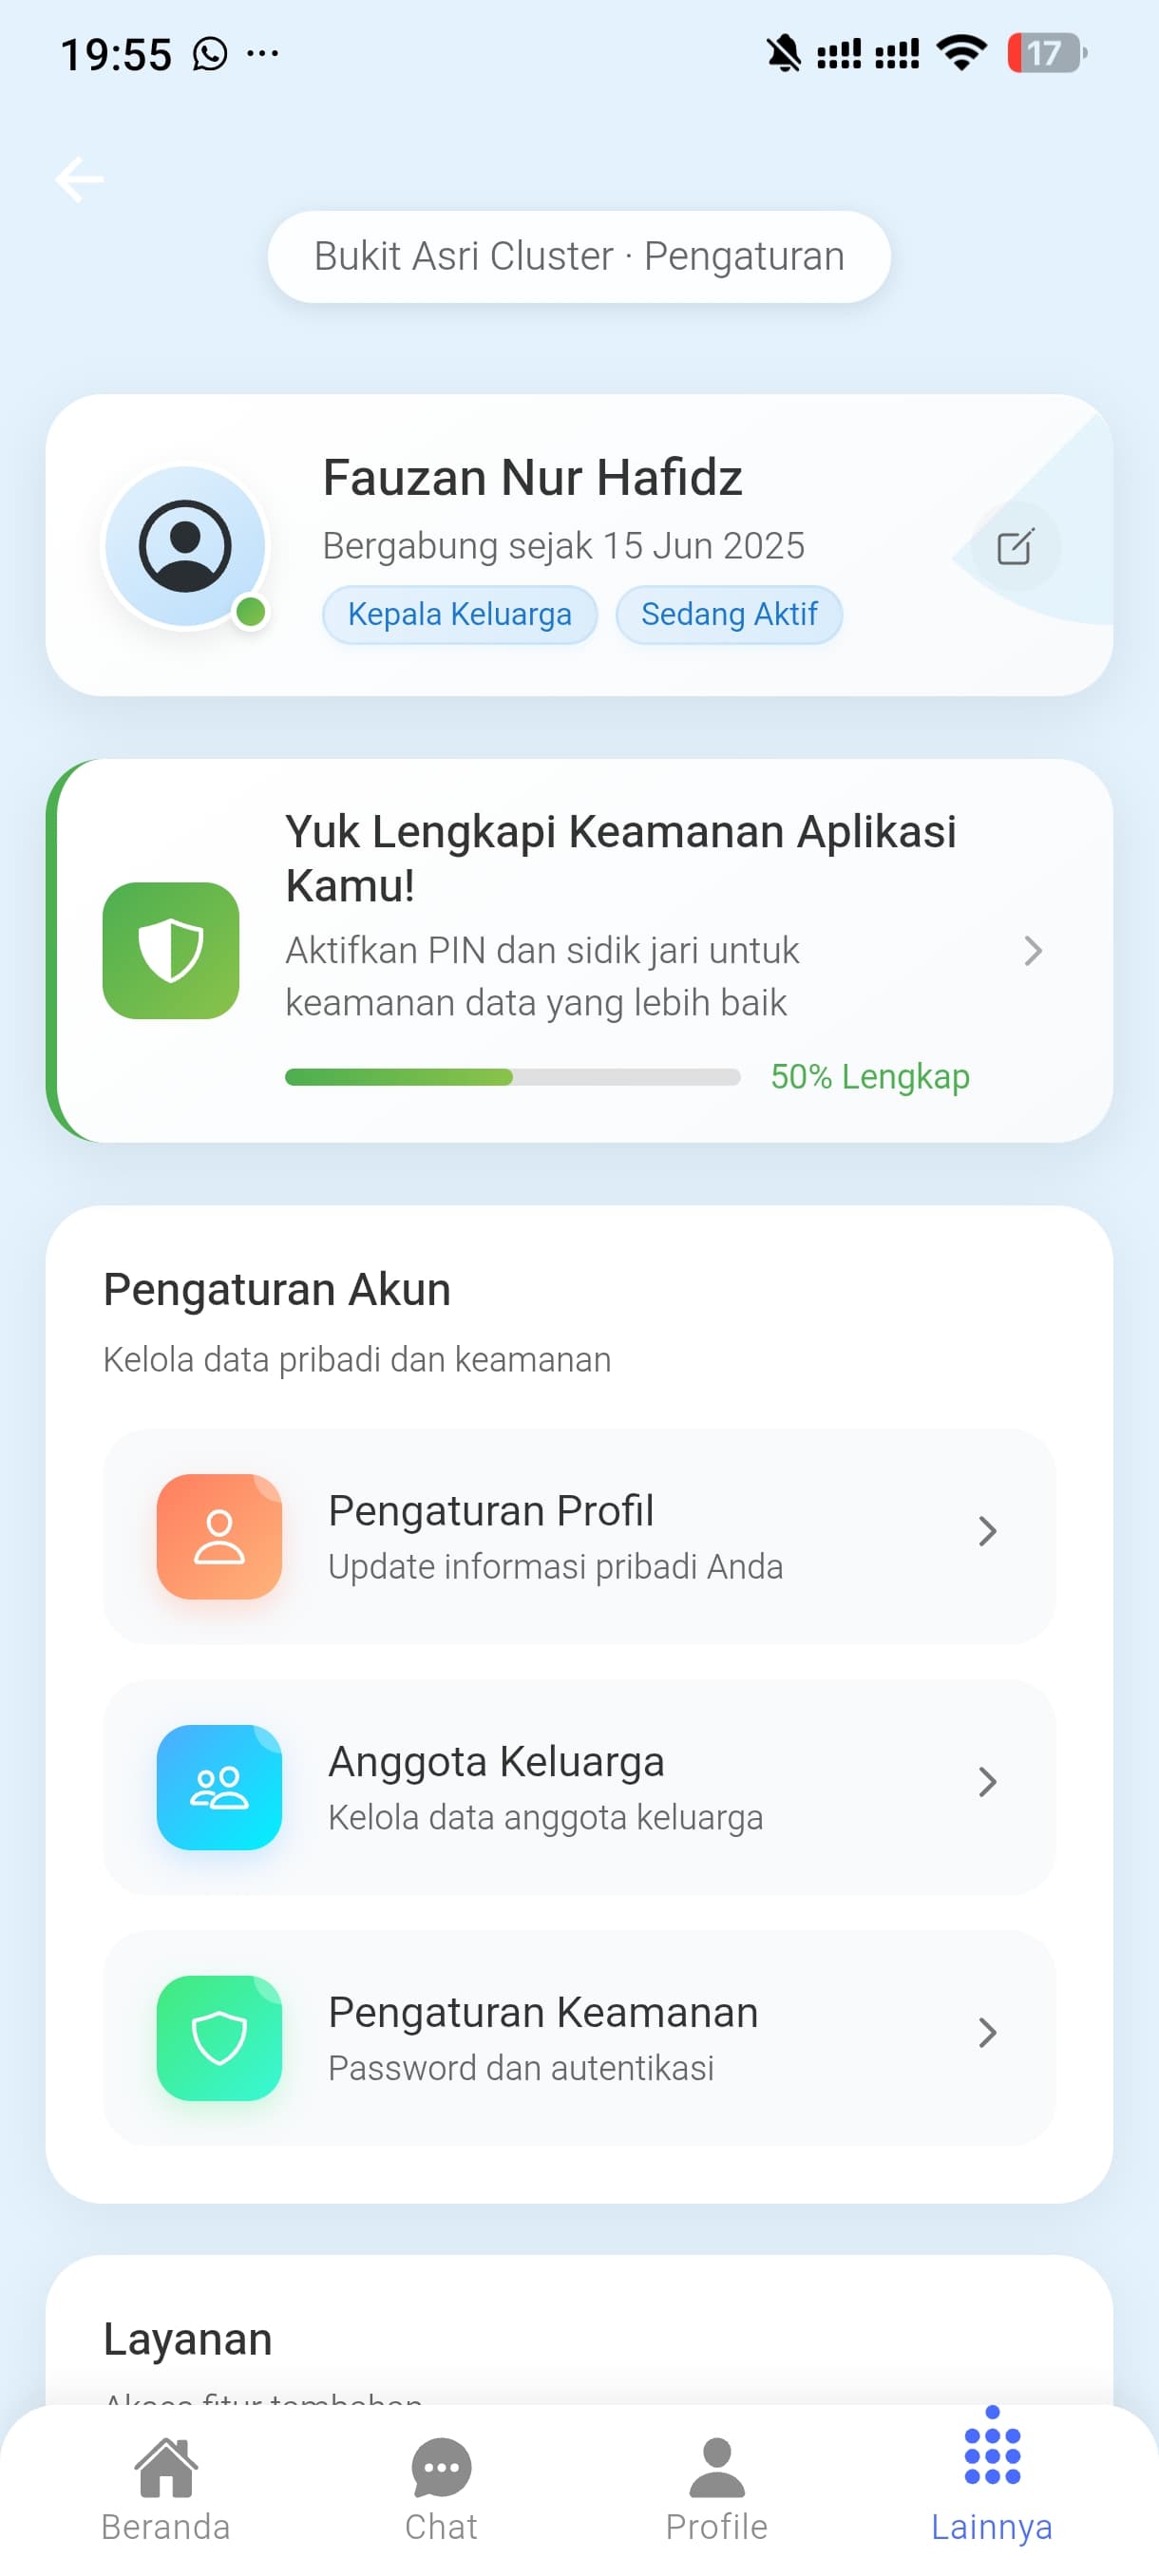 19:55
17
Bukit Asri Cluster · Pengaturan
Fauzan Nur Hafidz
Bergabung sejak 15 Jun 2025
Kepala Keluarga
Sedang Aktif
Yuk Lengkapi Keamanan Aplikasi
Kamu!
Aktifkan PIN dan sidik jari untuk
keamanan data yang lebih baik
50% Lengkap
Pengaturan Akun
Kelola data pribadi dan keamanan
Pengaturan Profil
Update informasi pribadi Anda
Anggota Keluarga
Kelola data anggota keluarga
Pengaturan Keamanan
Password dan autentikasi
Layanan
Akses fitur tambahan
Beranda
Chat
Profile
Lainnya